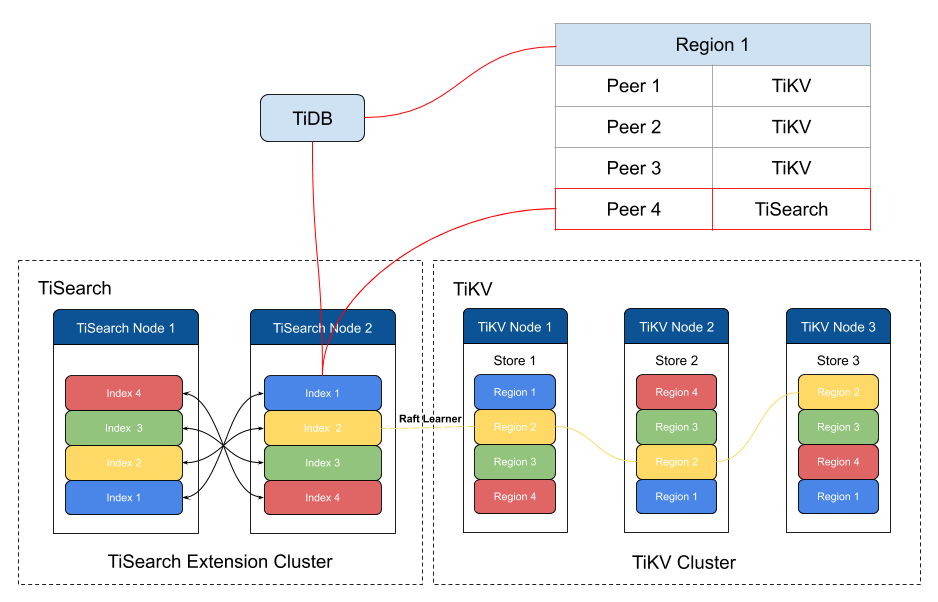 Region 1
Peer 1 TiKV
TiDB
Peer 2 TiKV
Peer 3 TiKV
Peer 4 TiSearch
TiSearch
TiSearch Node 1
Index 4
Index 3
Index 2
Index 1
TiSearch Node 2
Index 1
Index 2
Index 3
Index 4
TiSearch Extension Cluster
Raft Learner
TiKV
TiKV Node 1
Store 1
Region 1
Region 2
Region 3
Region 4
TiKV Node 2
Store 2
Region 4
Region 3
Region 2
Region 1
TiKV Node 3
Store 3
Region 2
Region 3
Region 4
Region 1
TiKV Cluster